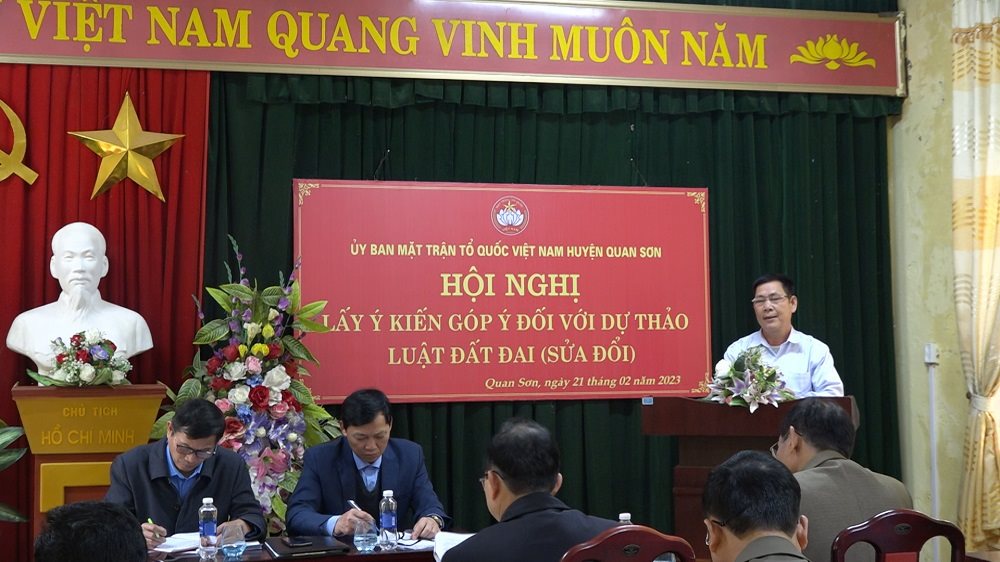 VIỆT NAM QUANG VINH MUÔN NĂM
ỦY BAN MẶT TRẬN TỔ QUỐC VIỆT NAM HUYỆN QUAN SƠN
HỘI NGHỊ
LẤY Ý KIẾN GÓP Ý ĐỐI VỚI DỰ THẢO
LUẬT ĐẤT ĐAI (SỬA ĐỔI)
Quan Sơn, ngày 21 tháng 02 năm 2023
CHỦ TỊCH
HỒ CHÍ MINH